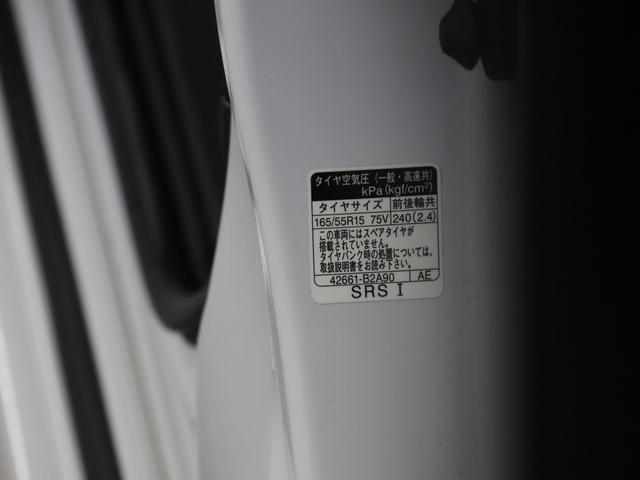 タイヤ空気圧（一般・高速共）
kPa(kgf/cm²)
タイヤサイズ 前後輪共
165/55R15 75V 240(2.4)
この車両にはスペアタイヤが
搭載されていません。
タイヤパンク時の処置については、
取扱説明書をお読み下さい。
42661-B2A90 AE
SRS I